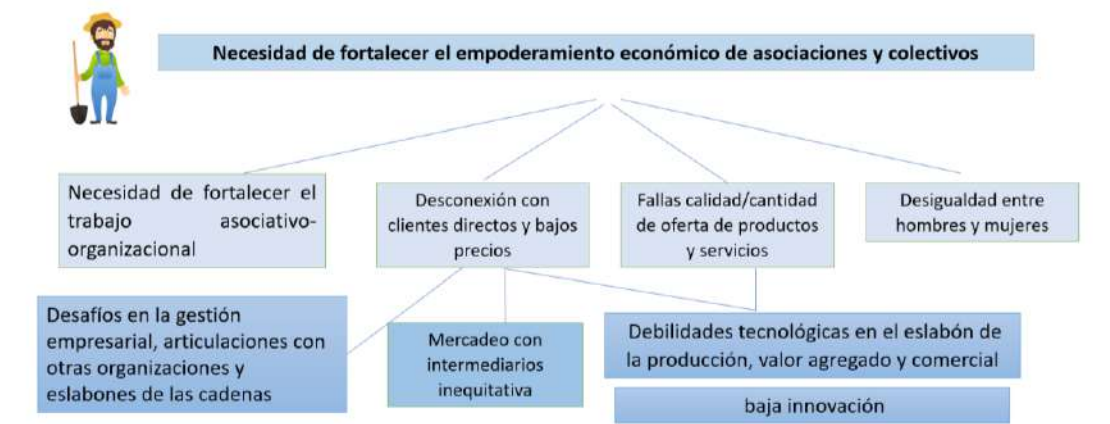 Necesidad de fortalecer el empoderamiento económico de asociaciones y colectivos
Necesidad de fortalecer el
trabajo asociativo-
organizacional
Desconexión con
clientes directos y bajos
precios
Fallas calidad/cantidad
de oferta de productos
y servicios
Desigualdad entre
hombres y mujeres
Desafíos en la gestión
empresarial, articulaciones con
otras organizaciones y
eslabones de las cadenas
Mercadeo con
intermediarios
inequitativa
Debilidades tecnológicas en el eslabón de
la producción, valor agregado y comercial
baja innovación